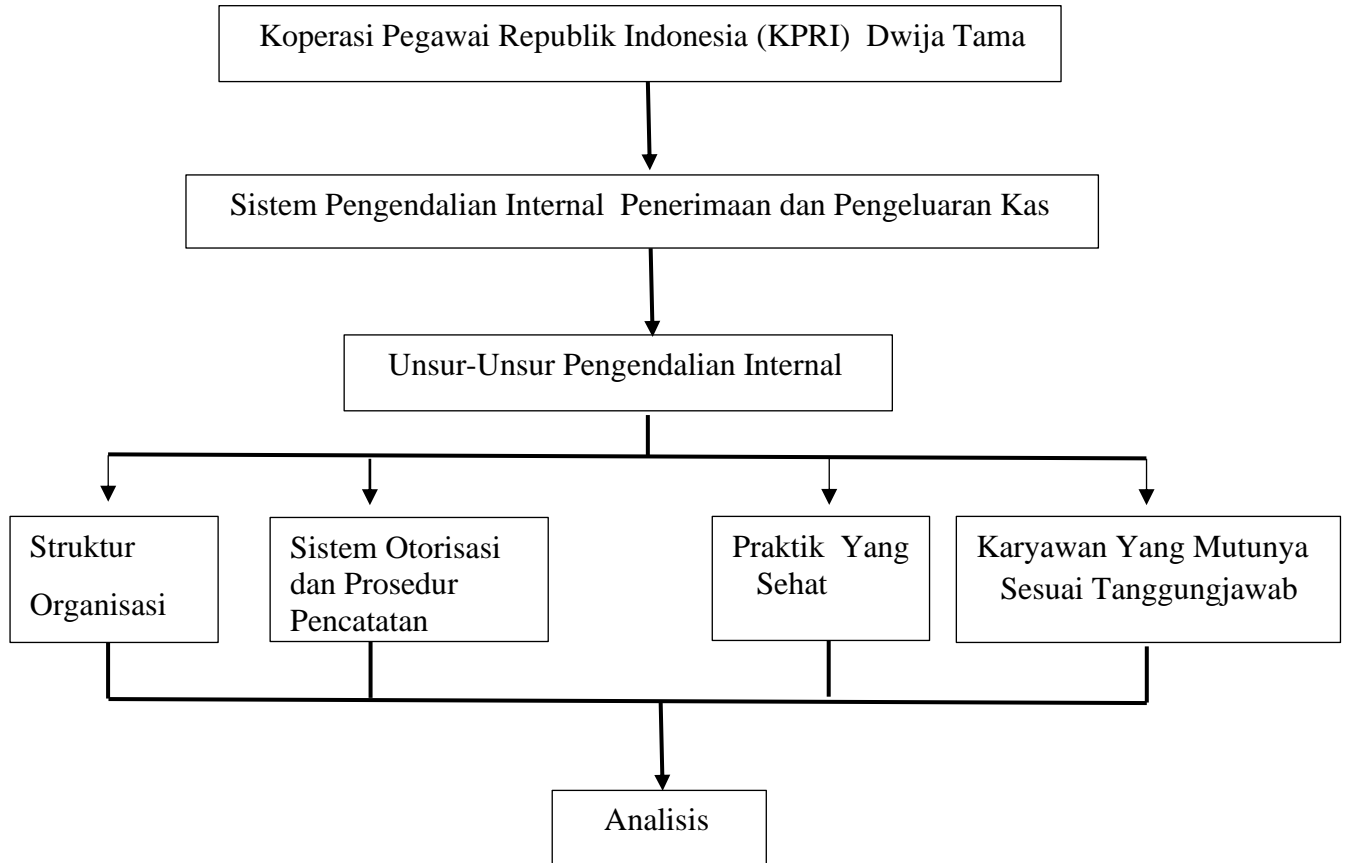 Koperasi Pegawai Republik Indonesia (KPRI) Dwija Tama
Sistem Pengendalian Internal Penerimaan dan Pengeluaran Kas
Unsur-Unsur Pengendalian Internal
Struktur
Organisasi
Sistem Otorisasi
dan Prosedur
Pencatatan
Praktik Yang
Sehat
Karyawan Yang Mutunya
Sesuai Tanggungjawab
Analisis